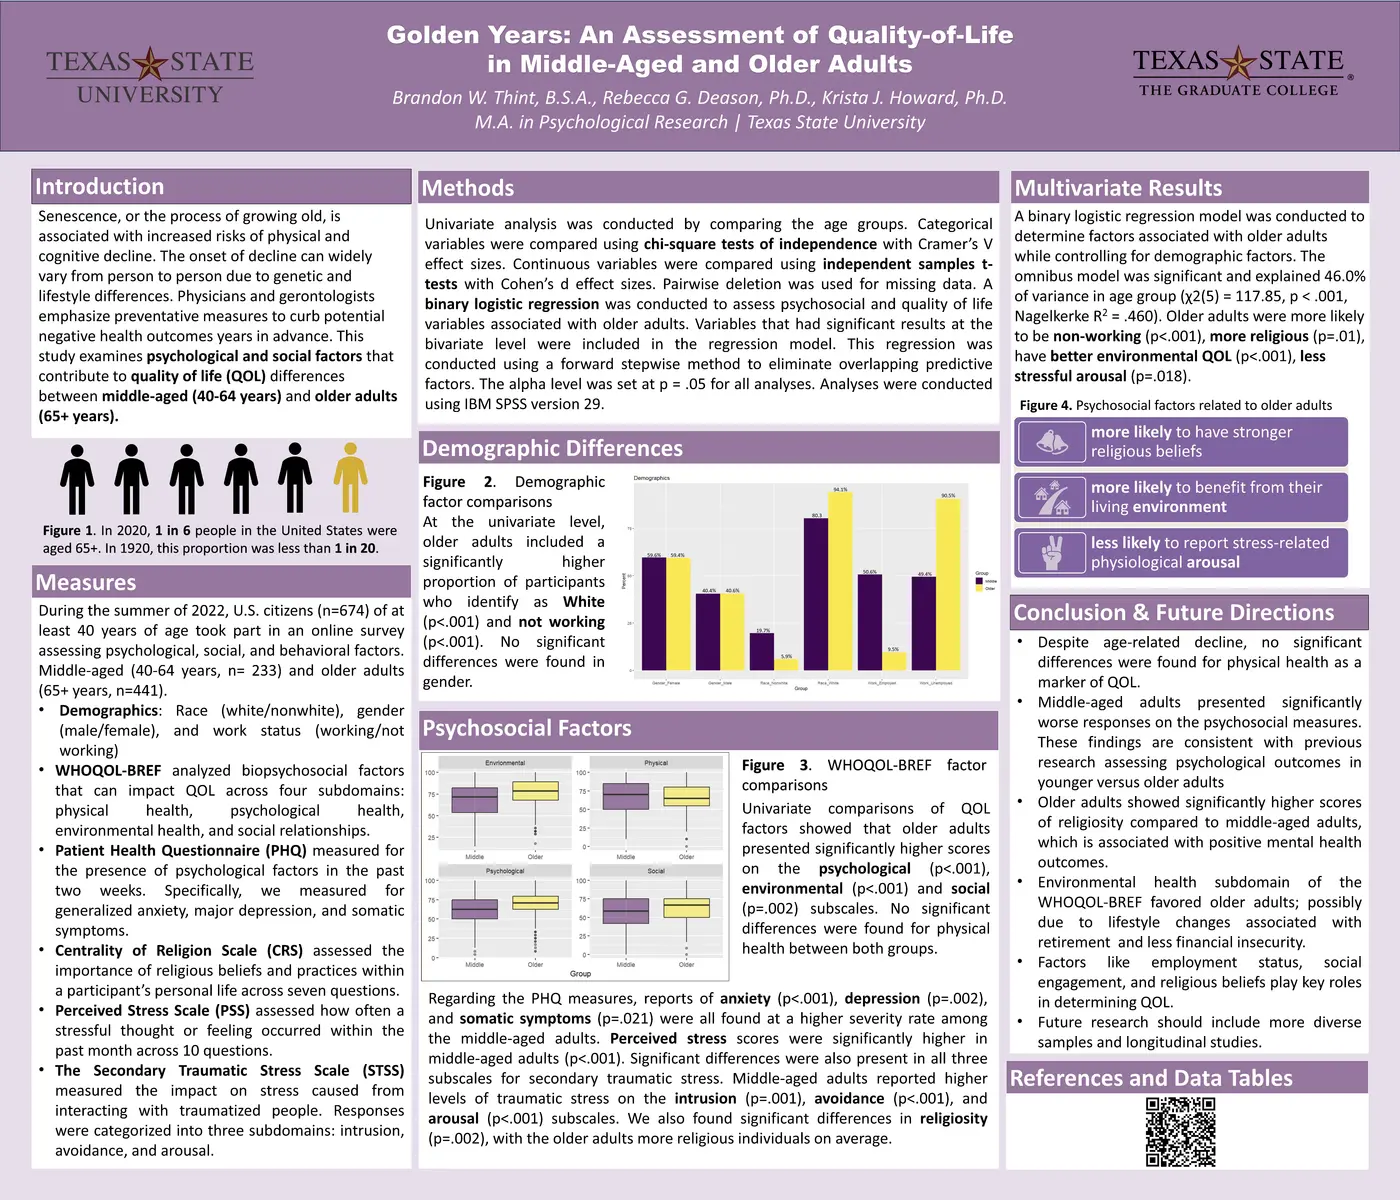 TEXAS STATE
UNIVERSITY
Golden Years: An Assessment of Quality-of-Life
in Middle-Aged and Older Adults
Brandon W. Thint, B.S.A., Rebecca G. Deason, Ph.D., Krista J. Howard, Ph.D.
M.A. in Psychological Research | Texas State University
TEXAS STATE
®
THE GRADUATE COLLEGE
Introduction
Senescence, or the process of growing old, is
associated with increased risks of physical and
cognitive decline. The onset of decline can widely
vary from person to person due to genetic and
lifestyle differences. Physicians and gerontologists
emphasize preventative measures to curb potential
negative health outcomes years in advance. This
study examines psychological and social factors that
contribute to quality of life (QOL) differences
between middle-aged (40-64 years) and older adults
(65+ years).
Figure 1. In 2020, 1 in 6 people in the United States were
aged 65+. In 1920, this proportion was less than 1 in 20.
Measures
During the summer of 2022, U.S. citizens (n=674) of at
least 40 years of age took part in an online survey
assessing psychological, social, and behavioral factors.
Middle-aged (40-64 years, n= 233) and older adults
(65+ years, n=441).
• Demographics: Race (white/nonwhite), gender
(male/female), and work status (working/not
working)
• WHOQOL-BREF analyzed biopsychosocial factors
that can impact QOL across four subdomains:
physical health, psychological health,
environmental health, and social relationships.
• Patient Health Questionnaire (PHQ) measured for
the presence of psychological factors in the past
two weeks. Specifically, we measured for
generalized anxiety, major depression, and somatic
symptoms.
• Centrality of Religion Scale (CRS) assessed the
importance of religious beliefs and practices within
a participant's personal life across seven questions.
• Perceived Stress Scale (PSS) assessed how often a
stressful thought or feeling occurred within the
past month across 10 questions.
• The Secondary Traumatic Stress Scale (STSS)
measured the impact on stress caused from
interacting with traumatized people. Responses
were categorized into three subdomains: intrusion,
avoidance, and arousal.
Methods
Univariate analysis was conducted by comparing the age groups. Categorical
variables were compared using chi-square tests of independence with Cramer's V
effect sizes. Continuous variables were compared using independent samples t-
tests with Cohen's d effect sizes. Pairwise deletion was used for missing data. A
binary logistic regression was conducted to assess psychosocial and quality of life
variables associated with older adults. Variables that had significant results at the
bivariate level were included in the regression model. This regression was
conducted using a forward stepwise method to eliminate overlapping predictive
factors. The alpha level was set at p = .05 for all analyses. Analyses were conducted
using IBM SPSS version 29.
Demographic Differences
Figure 2. Demographic
factor comparisons
At the univariate level,
older adults included a
significantly higher
proportion of participants
who identify as White
(p<.001) and not working
(p<.001). No significant
differences were found in
gender.
Demographics
Percent
75
50
25
0
59.6% 59.4%
40.4% 40.6%
19.7% 5.9%
80.3 94.1%
50.6% 9.5%
49.4% 90.5%
Gender_Female Gender_Male Race_Nonwhite Race_White Work_Employed Work_Unemployed
Group
Group
Middle
Older
Psychosocial Factors
Envrionmental
100
75
50
25
Middle Older
Physical
100
75
50
25
0
Middle Older
Psychological
100
75
50
25
0
Middle Older
Social
100
75
50
25
0
Middle Older
Group
Figure 3. WHOQOL-BREF factor
comparisons
Univariate comparisons of QOL
factors showed that older adults
presented significantly higher scores
on the psychological (p<.001),
environmental (p<.001) and social
(p=.002) subscales. No significant
differences were found for physical
health between both groups.
Regarding the PHQ measures, reports of anxiety (p<.001), depression (p=.002),
and somatic symptoms (p=.021) were all found at a higher severity rate among
the middle-aged adults. Perceived stress scores were significantly higher in
middle-aged adults (p<.001). Significant differences were also present in all three
subscales for secondary traumatic stress. Middle-aged adults reported higher
levels of traumatic stress on the intrusion (p=.001), avoidance (p<.001), and
arousal (p<.001) subscales. We also found significant differences in religiosity
(p=.002), with the older adults more religious individuals on average.
Multivariate Results
A binary logistic regression model was conducted to
determine factors associated with older adults
while controlling for demographic factors. The
omnibus model was significant and explained 46.0%
of variance in age group (χ2(5) = 117.85, p < .001,
Nagelkerke R² = .460). Older adults were more likely
to be non-working (p<.001), more religious (p=.01),
have better environmental QOL (p<.001), less
stressful arousal (p=.018).
Figure 4. Psychosocial factors related to older adults
more likely to have stronger
religious beliefs
more likely to benefit from their
living environment
less likely to report stress-related
physiological arousal
Conclusion & Future Directions
• Despite age-related decline, no significant
differences were found for physical health as a
marker of QOL.
• Middle-aged adults presented significantly
worse responses on the psychosocial measures.
These findings are consistent with previous
research assessing psychological outcomes in
younger versus older adults
• Older adults showed significantly higher scores
of religiosity compared to middle-aged adults,
which is associated with positive mental health
outcomes.
• Environmental health subdomain of the
WHOQOL-BREF favored older adults; possibly
due to lifestyle changes associated with
retirement and less financial insecurity.
• Factors like employment status, social
engagement, and religious beliefs play key roles
in determining QOL.
• Future research should include more diverse
samples and longitudinal studies.
References and Data Tables